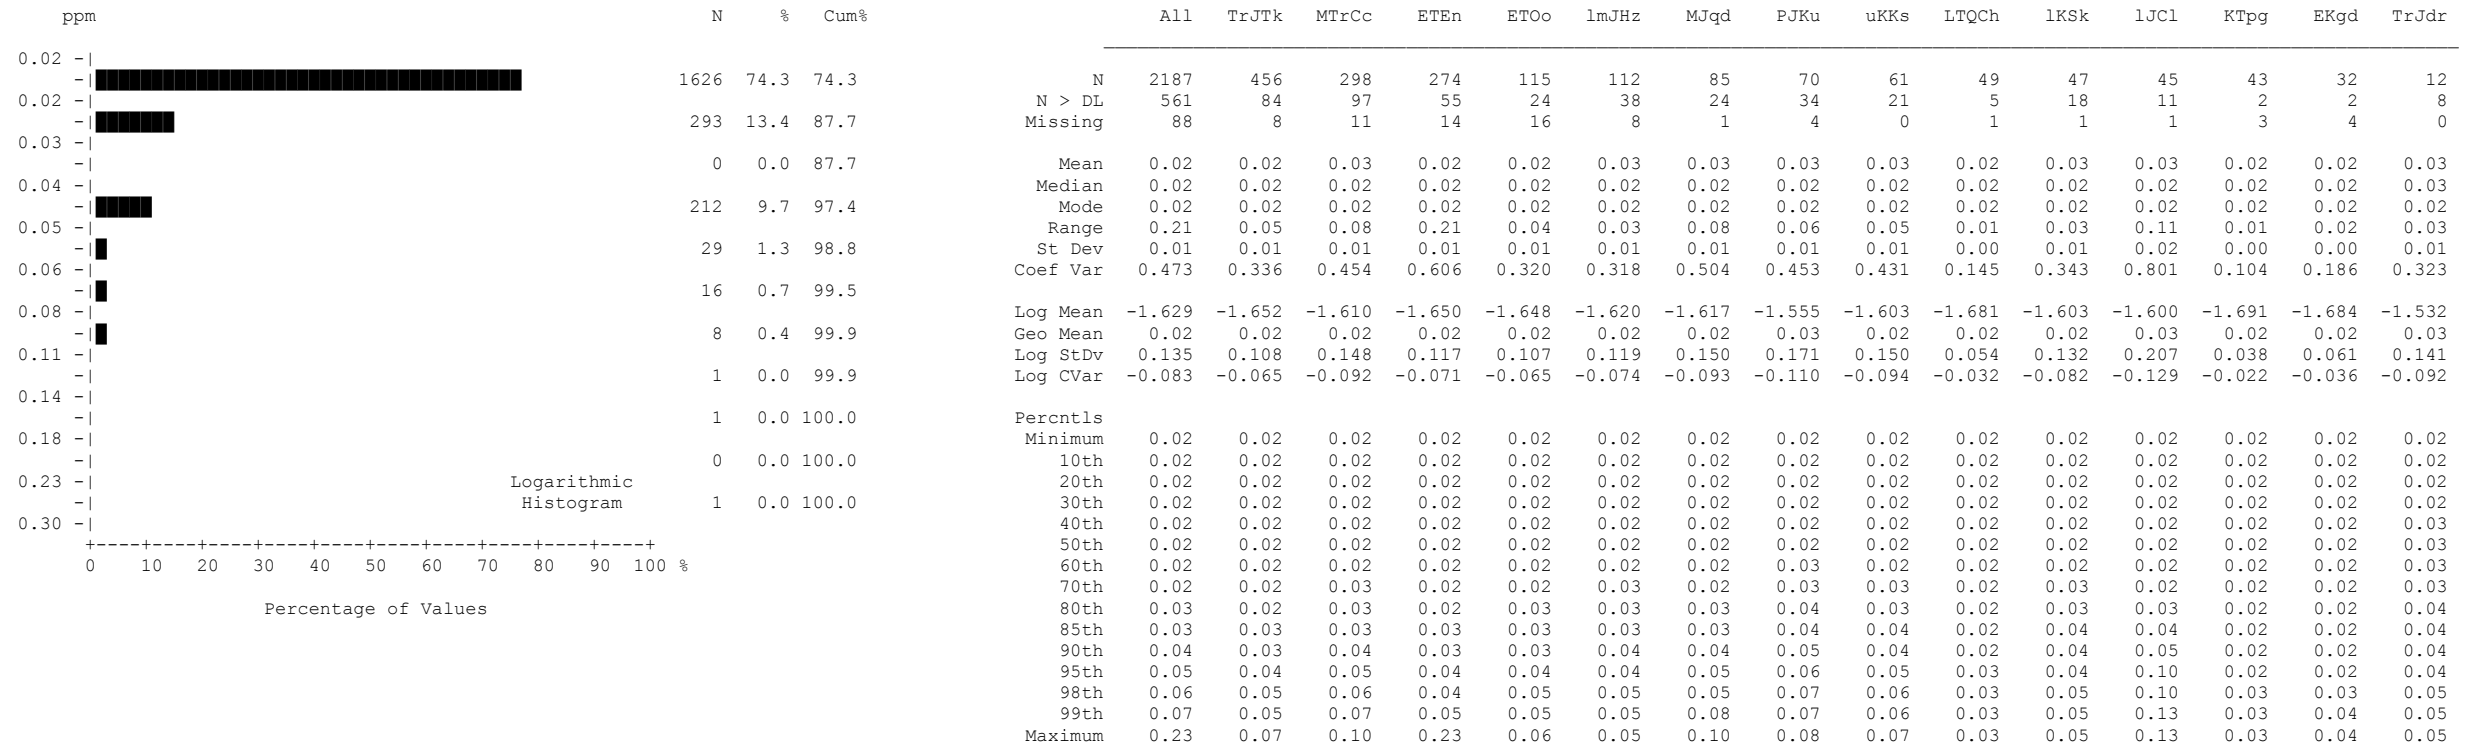 ppm N % Cum% All TrJTk MTrCc ETEn ETOo lmJHz MJqd PJKu uKKs LTQCh lKSk lJCl KTpg EKgd TrJdr
0.02 -|
-| 1626 74.3 74.3 N 2187 456 298 274 115 112 85 70 61 49 47 45 43 32 12
0.02 -| N > DL 561 84 97 55 24 38 24 34 21 5 18 11 2 2 8
-| 293 13.4 87.7 Missing 88 8 11 14 16 8 1 4 0 1 1 1 3 4 0
0.03 -|
-| 0 0.0 87.7 Mean 0.02 0.02 0.03 0.02 0.02 0.03 0.03 0.03 0.03 0.02 0.03 0.03 0.02 0.02 0.03
0.04 -| Median 0.02 0.02 0.02 0.02 0.02 0.02 0.02 0.02 0.02 0.02 0.02 0.02 0.02 0.02 0.03
-| 212 9.7 97.4 Mode 0.02 0.02 0.02 0.02 0.02 0.02 0.02 0.02 0.02 0.02 0.02 0.02 0.02 0.02 0.02
0.05 -| Range 0.21 0.05 0.08 0.21 0.04 0.03 0.08 0.06 0.05 0.01 0.03 0.11 0.01 0.02 0.03
-| 29 1.3 98.8 St Dev 0.01 0.01 0.01 0.01 0.01 0.01 0.01 0.01 0.01 0.00 0.01 0.02 0.00 0.00 0.01
0.06 -| Coef Var 0.473 0.336 0.454 0.606 0.320 0.318 0.504 0.453 0.431 0.145 0.343 0.801 0.104 0.186 0.323
-| 16 0.7 99.5
0.08 -| Log Mean -1.629 -1.652 -1.610 -1.650 -1.648 -1.620 -1.617 -1.555 -1.603 -1.681 -1.603 -1.600 -1.691 -1.684 -1.532
-| 8 0.4 99.9 Geo Mean 0.02 0.02 0.02 0.02 0.02 0.02 0.02 0.03 0.02 0.02 0.02 0.03 0.02 0.02 0.03
0.11 -| Log StDv 0.135 0.108 0.148 0.117 0.107 0.119 0.150 0.171 0.150 0.054 0.132 0.207 0.038 0.061 0.141
-| 1 0.0 99.9 Log CVar -0.083 -0.065 -0.092 -0.071 -0.065 -0.074 -0.093 -0.110 -0.094 -0.032 -0.082 -0.129 -0.022 -0.036 -0.092
0.14 -|
-| 1 0.0 100.0 Percntls
0.18 -| Minimum 0.02 0.02 0.02 0.02 0.02 0.02 0.02 0.02 0.02 0.02 0.02 0.02 0.02 0.02 0.02
-| 0 0.0 100.0 10th 0.02 0.02 0.02 0.02 0.02 0.02 0.02 0.02 0.02 0.02 0.02 0.02 0.02 0.02 0.02
0.23 -| Logarithmic 20th 0.02 0.02 0.02 0.02 0.02 0.02 0.02 0.02 0.02 0.02 0.02 0.02 0.02 0.02 0.02
-| Histogram 1 0.0 100.0 30th 0.02 0.02 0.02 0.02 0.02 0.02 0.02 0.02 0.02 0.02 0.02 0.02 0.02 0.02 0.02
0.30 -| 40th 0.02 0.02 0.02 0.02 0.02 0.02 0.02 0.02 0.02 0.02 0.02 0.02 0.02 0.02 0.03
+----+----+----+----+----+----+----+----+----+----+ 50th 0.02 0.02 0.02 0.02 0.02 0.02 0.02 0.02 0.02 0.02 0.02 0.02 0.02 0.02 0.03
0 10 20 30 40 50 60 70 80 90 100 % 60th 0.02 0.02 0.02 0.02 0.02 0.02 0.02 0.03 0.02 0.02 0.02 0.02 0.02 0.02 0.03
70th 0.02 0.02 0.03 0.02 0.02 0.03 0.02 0.03 0.03 0.02 0.03 0.02 0.02 0.02 0.03
Percentage of Values 80th 0.03 0.02 0.03 0.02 0.03 0.03 0.03 0.04 0.03 0.02 0.03 0.03 0.02 0.02 0.04
85th 0.03 0.03 0.03 0.03 0.03 0.03 0.03 0.04 0.04 0.02 0.04 0.04 0.02 0.02 0.04
90th 0.04 0.03 0.04 0.03 0.03 0.04 0.04 0.05 0.04 0.02 0.04 0.05 0.02 0.02 0.04
95th 0.05 0.04 0.05 0.04 0.04 0.04 0.05 0.06 0.05 0.03 0.04 0.10 0.02 0.02 0.04
98th 0.06 0.05 0.06 0.04 0.05 0.05 0.05 0.07 0.06 0.03 0.05 0.10 0.03 0.03 0.05
99th 0.07 0.05 0.07 0.05 0.05 0.05 0.08 0.07 0.06 0.03 0.05 0.13 0.03 0.04 0.05
Maximum 0.23 0.07 0.10 0.23 0.06 0.05 0.10 0.08 0.07 0.03 0.05 0.13 0.03 0.04 0.05